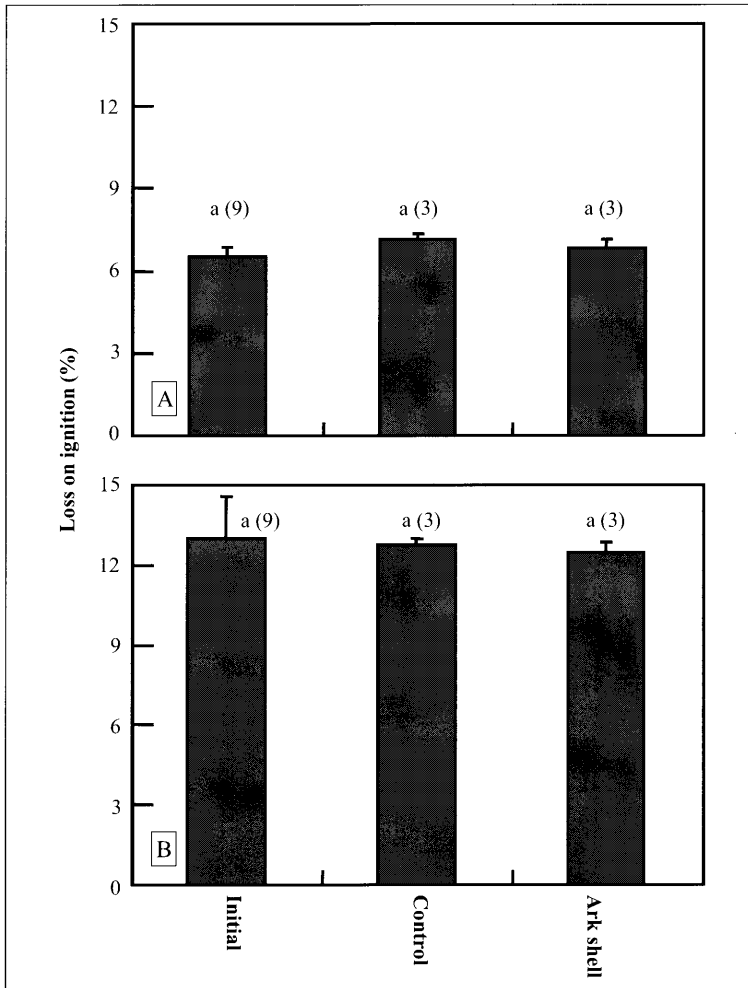 Loss on ignition (%)
15
12
9
6
3
0
a (9)
a (3)
a (3)
A
15
12
9
6
3
0
a (9)
a (3)
a (3)
B
Initial
Control
Ark shell